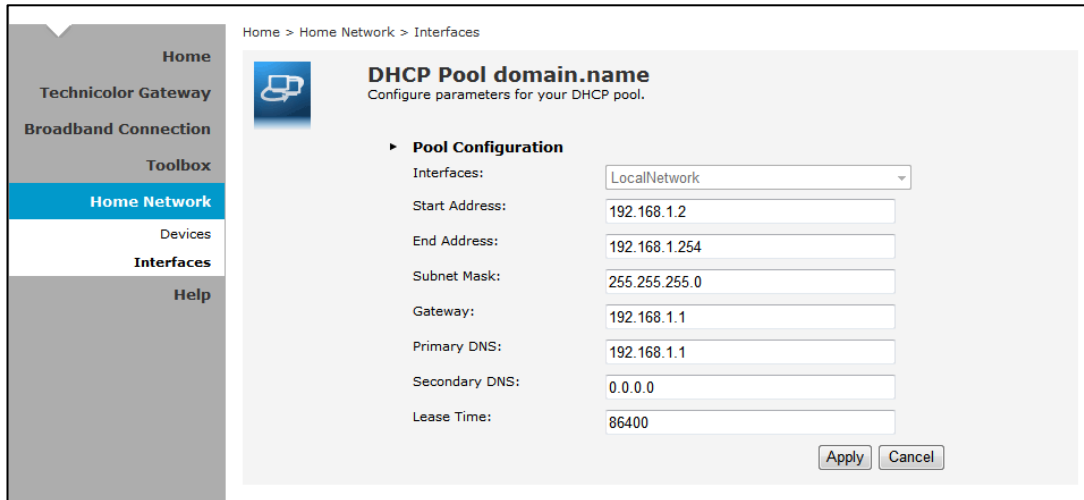 Home > Home Network > Interfaces
Home
Technicolor Gateway
Broadband Connection
Toolbox
Home Network
Devices
Interfaces
Help
DHCP Pool domain.name
Configure parameters for your DHCP pool.
Pool Configuration
Interfaces: LocalNetwork
Start Address: 192.168.1.2
End Address: 192.168.1.254
Subnet Mask: 255.255.255.0
Gateway: 192.168.1.1
Primary DNS: 192.168.1.1
Secondary DNS: 0.0.0.0
Lease Time: 86400
Apply Cancel